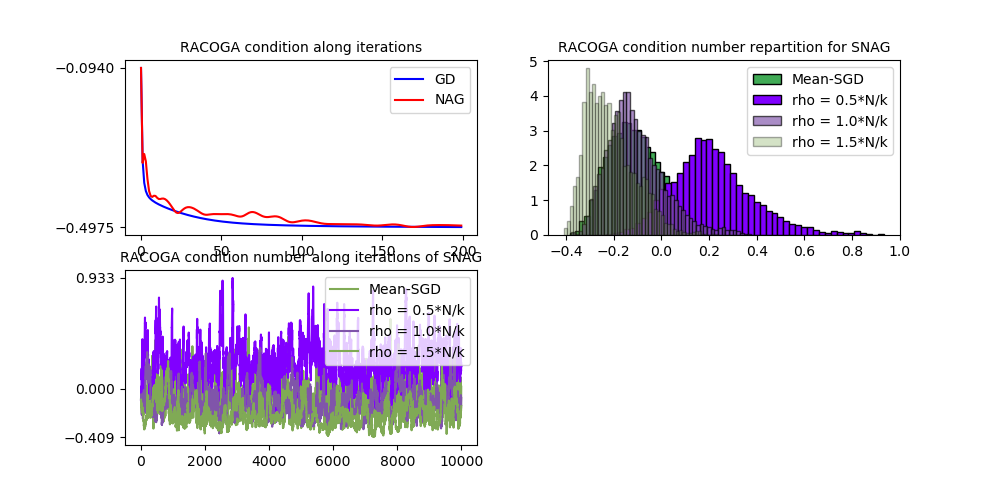 RACOGA condition along iterations
−0.0940
−0.4975
0
50
100
150
200
GD
NAG
RACOGA condition number repartition for SNAG
5
4
3
2
1
0
−0.4
−0.2
0.0
0.2
0.4
0.6
0.8
1.0
Mean-SGD
rho = 0.5*N/k
rho = 1.0*N/k
rho = 1.5*N/k
RACOGA condition number along iterations of SNAG
0.933
0.000
−0.409
0
2000
4000
6000
8000
10000
Mean-SGD
rho = 0.5*N/k
rho = 1.0*N/k
rho = 1.5*N/k